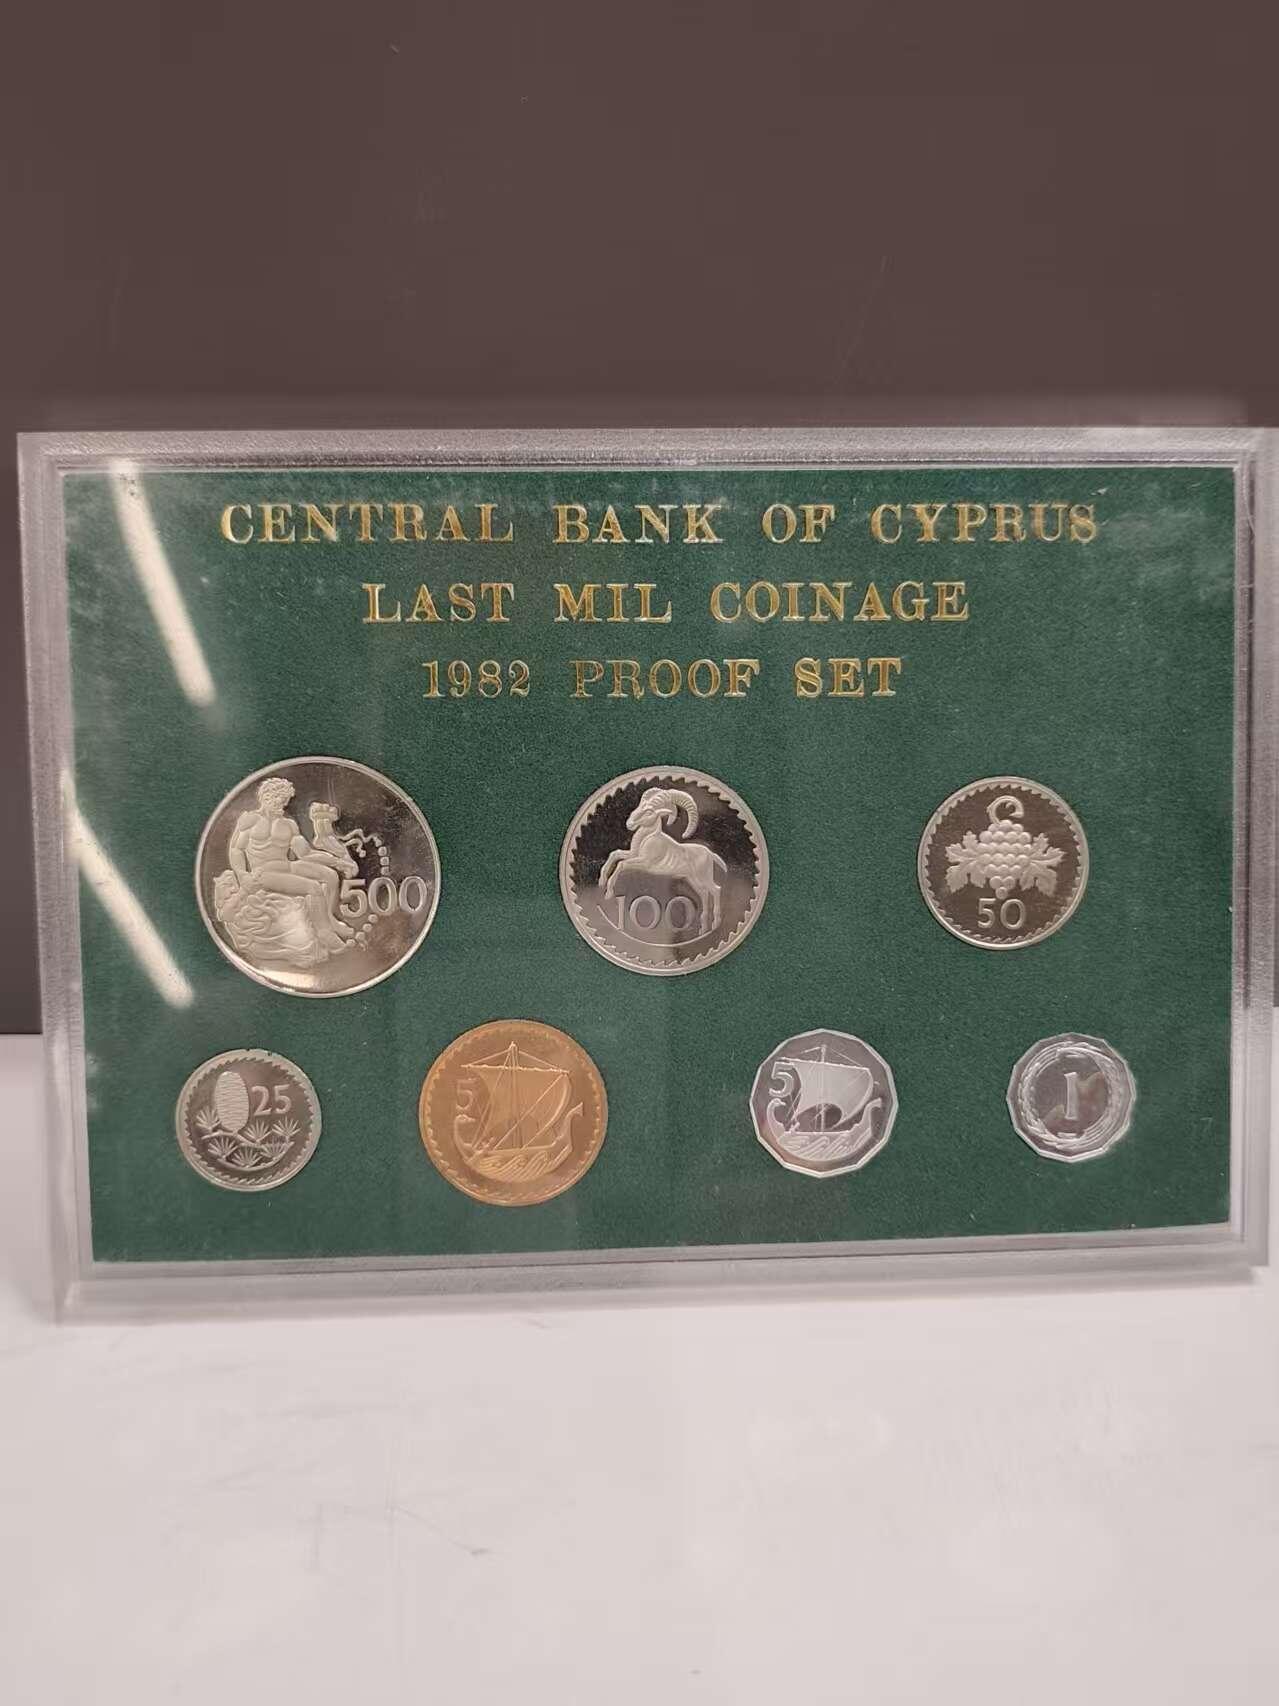 CENTRAL BANK OF CYPRUS
LAST MIL COINAGE
1982 PROOF SET
500
100
50
25
5
5
1